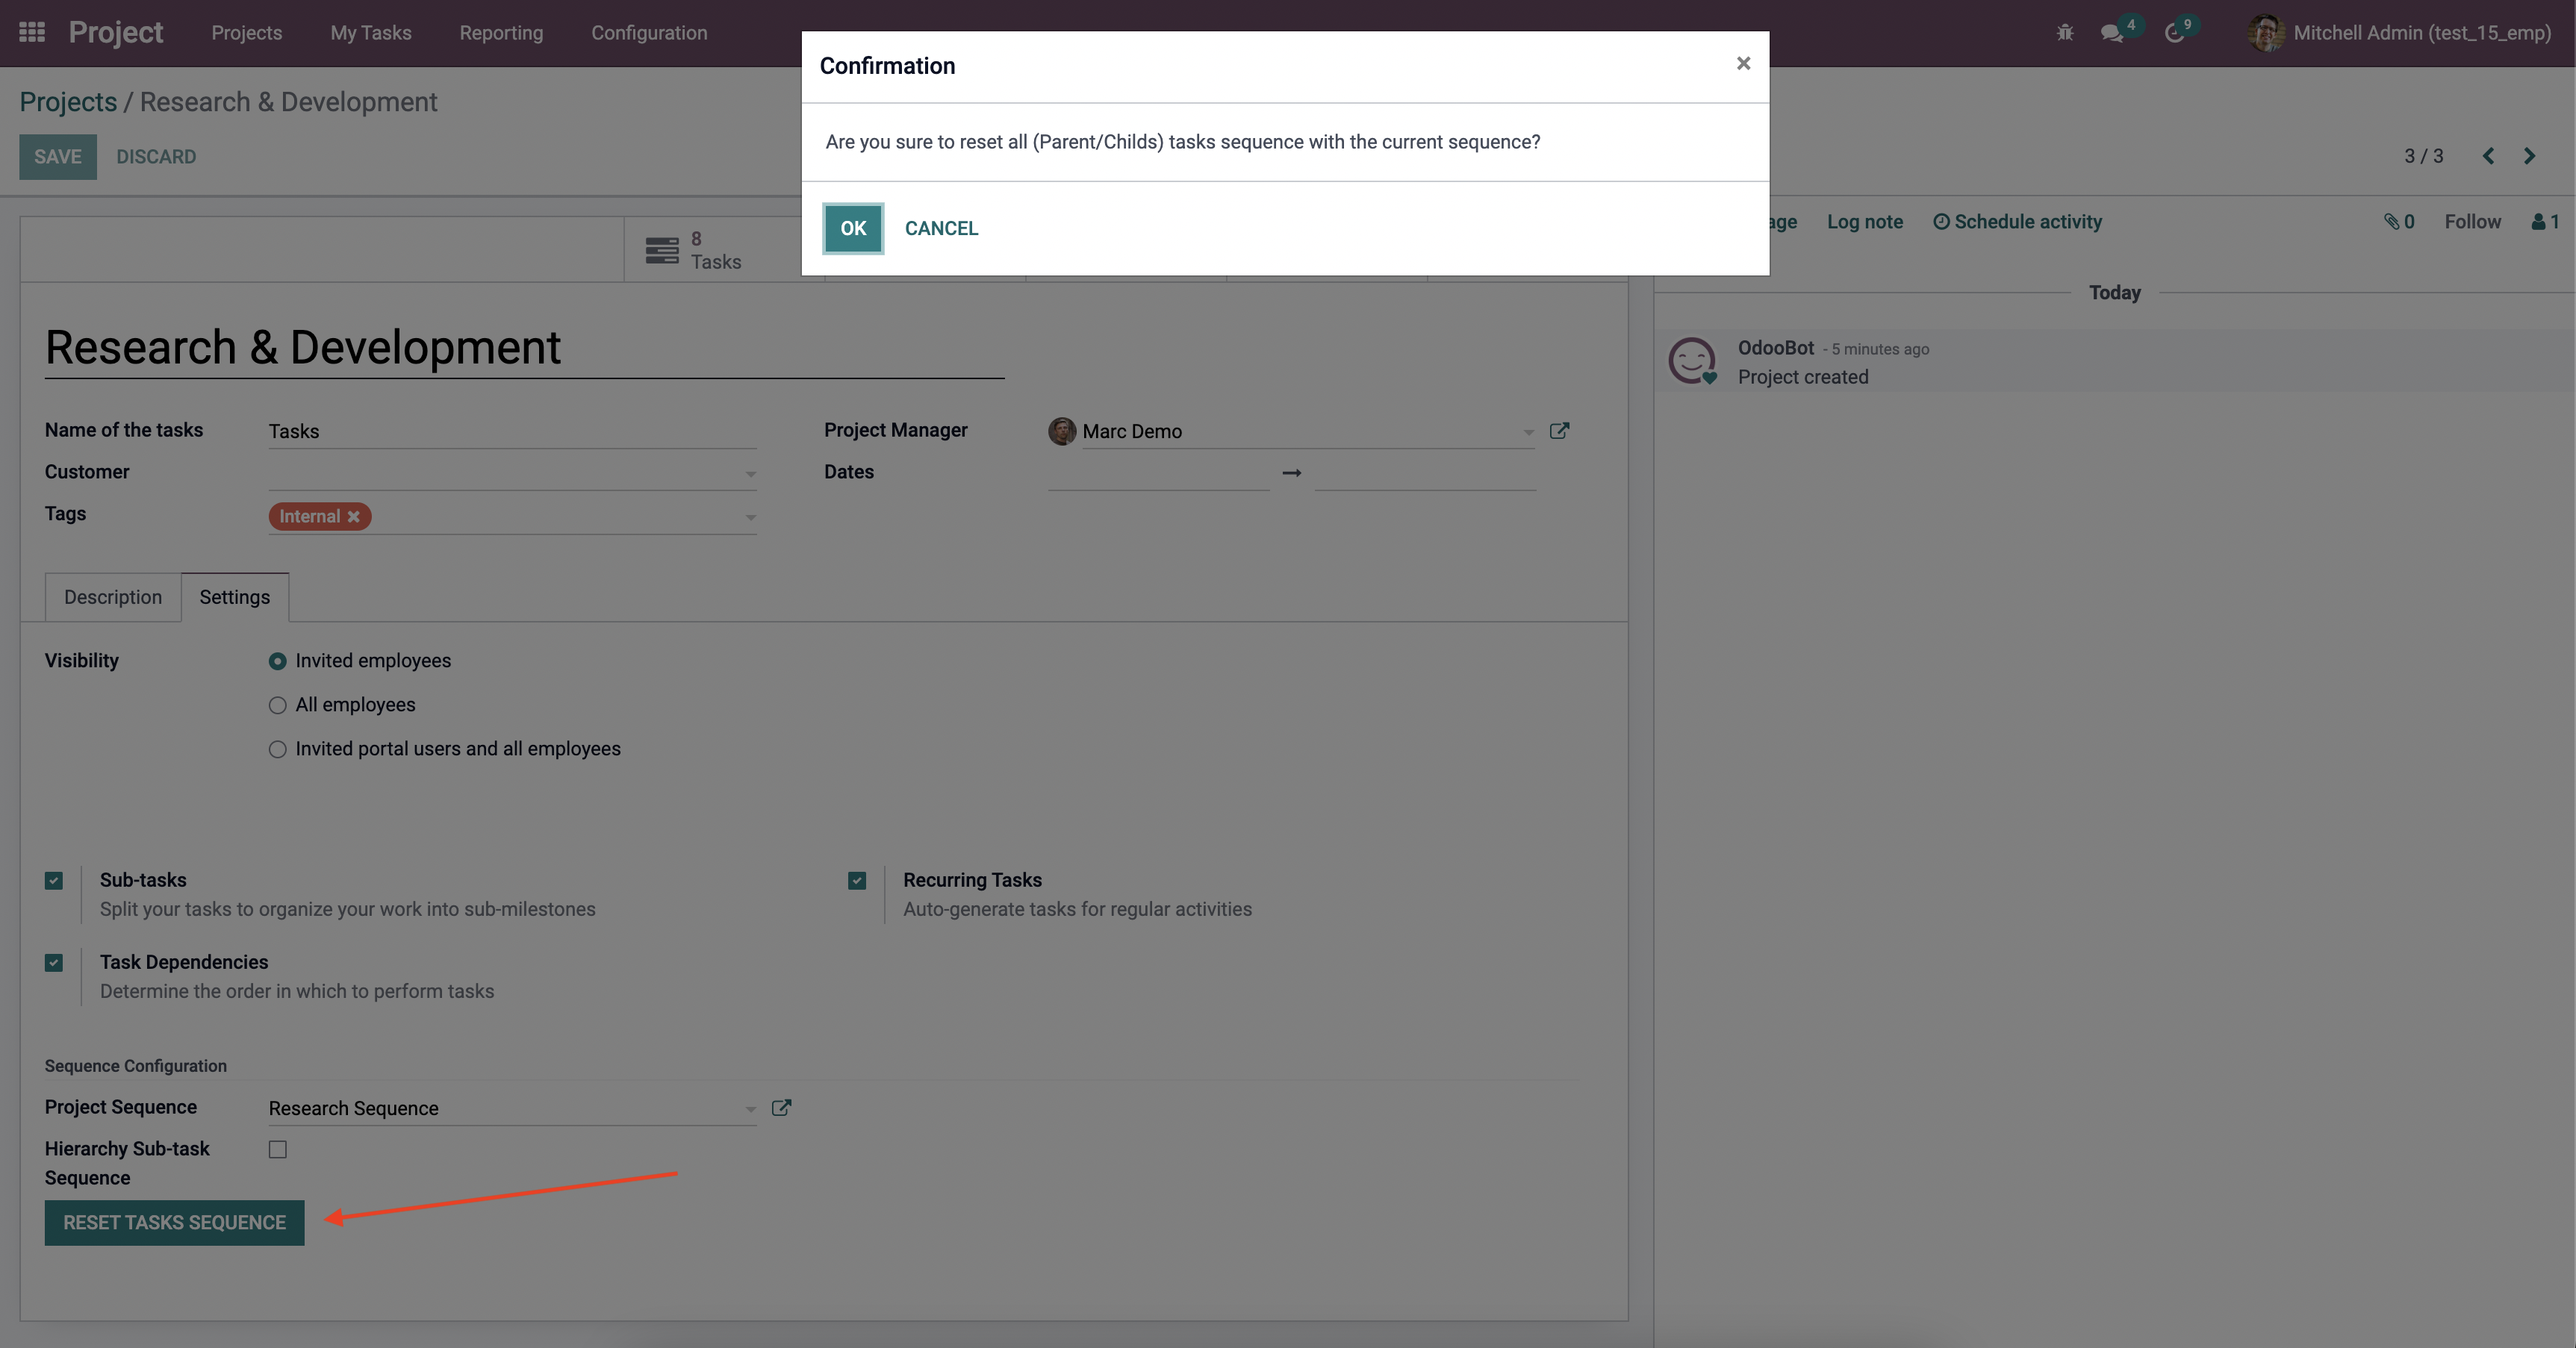 Project
Projects
My Tasks
Reporting
Configuration
4
9
Mitchell Admin (test_15_emp)
Confirmation
×
Are you sure to reset all (Parent/Childs) tasks sequence with the current sequence?
OK
CANCEL
Projects / Research & Development
SAVE
DISCARD
3 / 3
8
Tasks
age
Log note
Schedule activity
0
Follow
1
Today
OdooBot - 5 minutes ago
Project created
Research & Development
Name of the tasks
Tasks
Project Manager
Marc Demo
Customer
Dates
Tags
Internal
Description
Settings
Visibility
Invited employees
All employees
Invited portal users and all employees
Sub-tasks
Split your tasks to organize your work into sub-milestones
Recurring Tasks
Auto-generate tasks for regular activities
Task Dependencies
Determine the order in which to perform tasks
Sequence Configuration
Project Sequence
Research Sequence
Hierarchy Sub-task
Sequence
RESET TASKS SEQUENCE